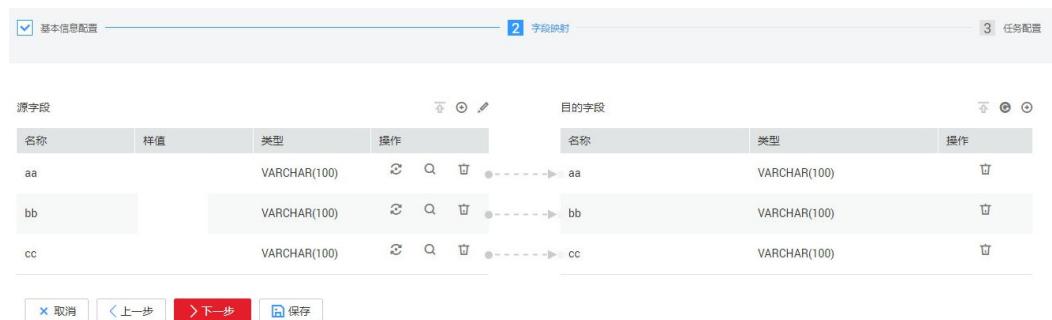 基本信息配置 2 字段映射 3 任务配置
源字段 目的字段
名称 样值 类型 操作 名称 类型 操作
aa VARCHAR(100) aa VARCHAR(100)
bb VARCHAR(100) bb VARCHAR(100)
cc VARCHAR(100) cc VARCHAR(100)
取消 上一步 下一步 保存